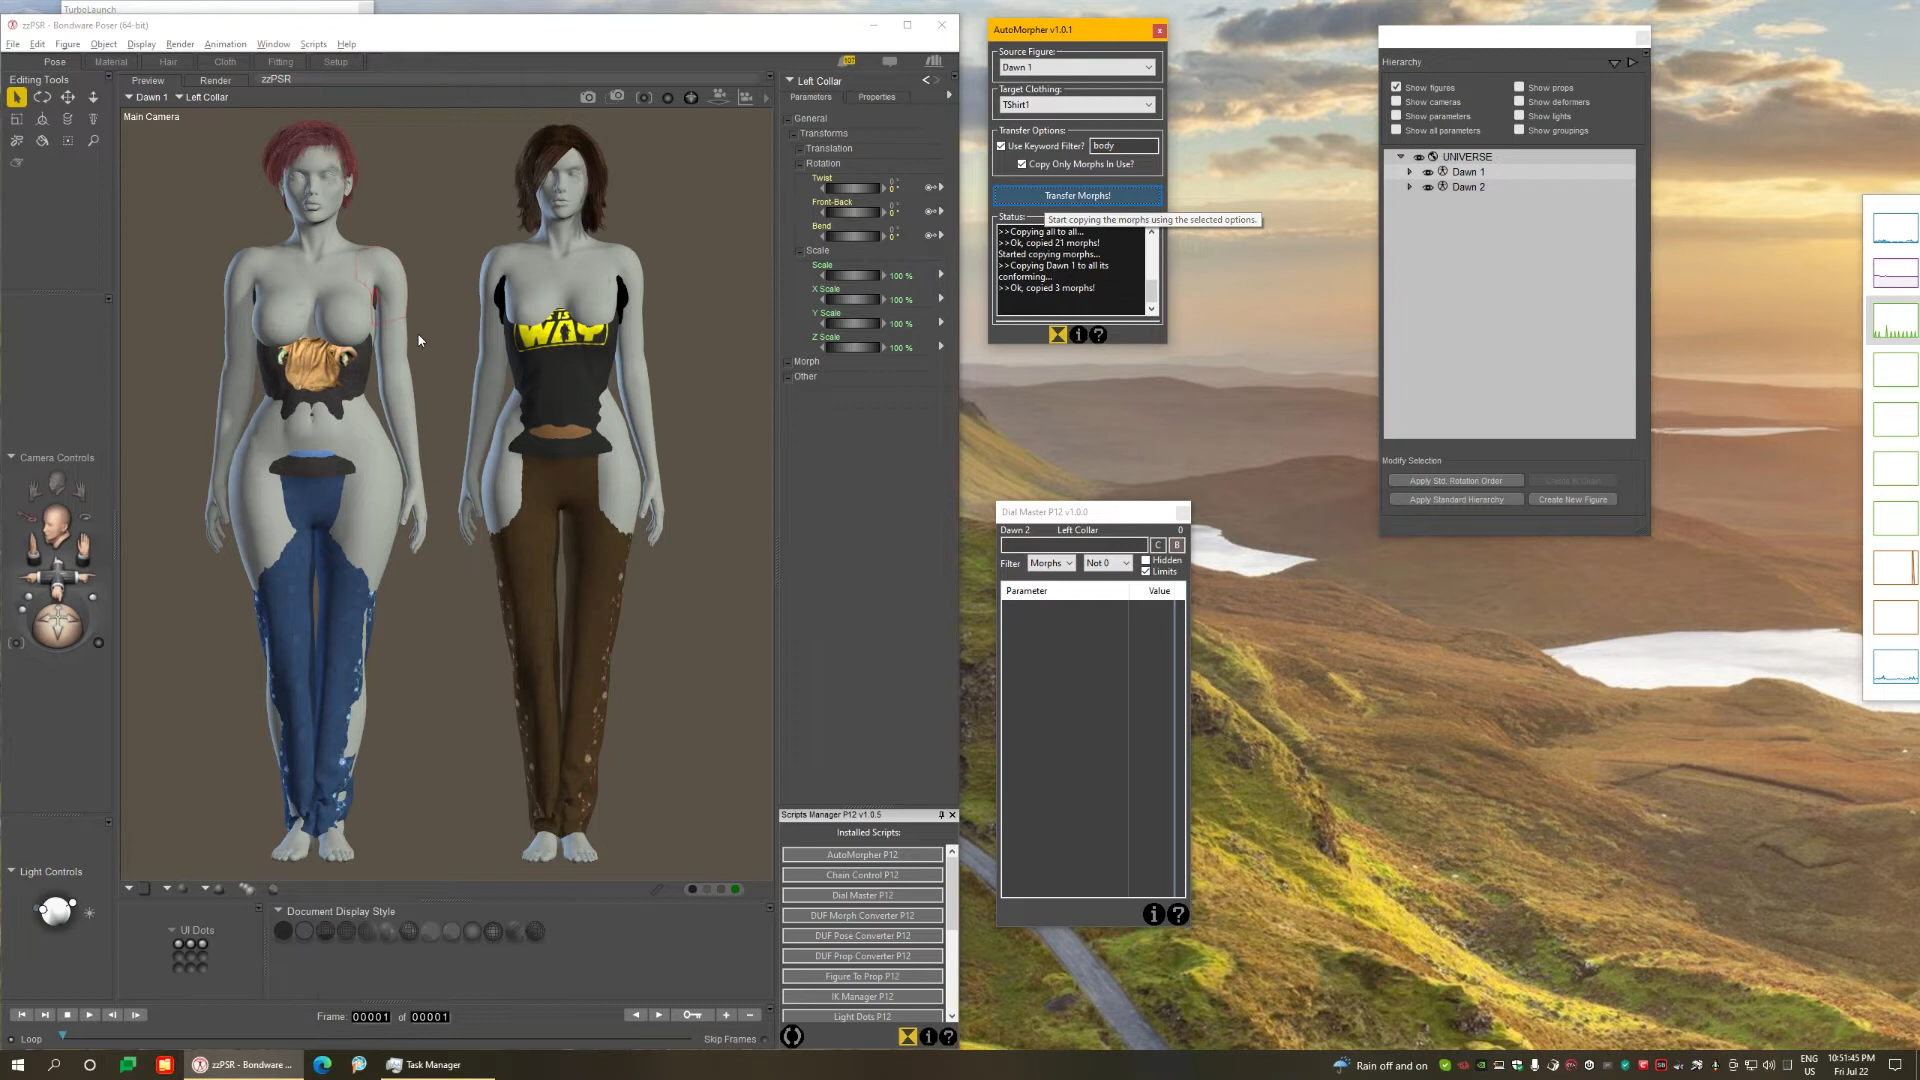 TurboLaunch
zzPSR - Bondware Poser (64-bit)
File Edit Figure Object Display Render Animation Window Scripts Help
Pose Material Hair Cloth Fitting Setup
Editing Tools
Preview Render zzPSR
Dawn 1 Left Collar
Main Camera
Camera Controls
Light Controls
IS
WAY
UI Dots
Document Display Style
Frame: 00001 of 00001
Loop
Skip Frames
Left Collar
Parameters Properties
General
Transforms
Translation
Rotation
Twist 0 °
0 °
Front-Back 0 °
0 °
Bend 0 °
0 °
Scale
Scale
100 %
X Scale
100 %
Y Scale
100 %
Z Scale
100 %
Morph
Other
Scripts Manager P12 v1.0.5
Installed Scripts:
AutoMorpher P12
Chain Control P12
Dial Master P12
DUF Morph Converter P12
DUF Pose Converter P12
DUF Prop Converter P12
Figure To Prop P12
IK Manager P12
Light Dots P12
AutoMorpher v1.0.1
Source Figure:
Dawn 1
Target Clothing:
TShirt1
Transfer Options:
Use Keyword Filter? body
Copy Only Morphs In Use?
Transfer Morphs!
Status:
Start copying the morphs using the selected options.
>>Copying all to all...
>>Ok, copied 21 morphs!
Started copying morphs...
>>Copying Dawn 1 to all its
conforming...
>>Ok, copied 3 morphs!
Dial Master P12 v1.0.0
Dawn 2 Left Collar 0
C B
Filter Morphs Not 0 Hidden
Limits
Parameter Value
Hierarchy
Show figures Show props
Show cameras Show deformers
Show parameters Show lights
Show all parameters Show groupings
UNIVERSE
Dawn 1
Dawn 2
Modify Selection
Apply Std. Rotation Order
Apply Standard Hierarchy Create New Figure
zzPSR - Bondware ...
Task Manager
Rain off and on
ENG
US
10:51:45 PM
Fri Jul 22